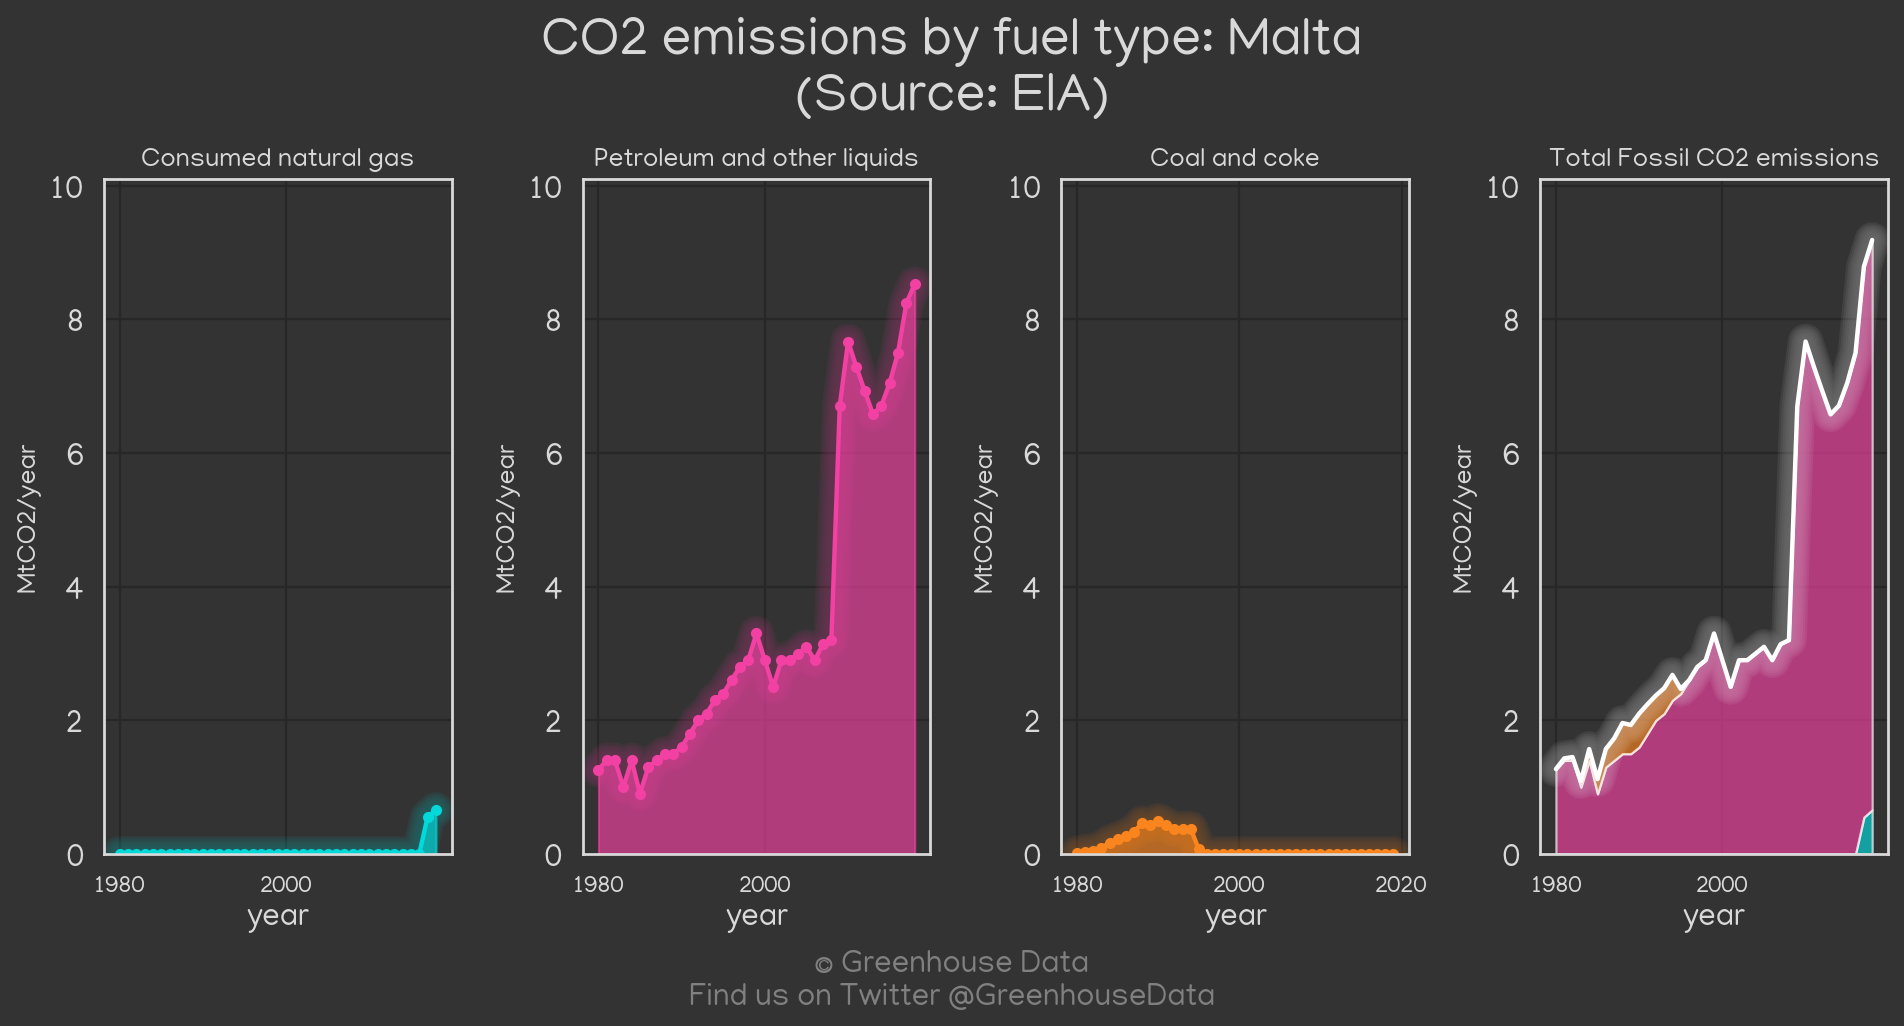 CO2 emissions by fuel type: Malta
(Source: EIA)
Consumed natural gas
10
8
6
4
2
0
MtCO2/year
1980 2000
year
Petroleum and other liquids
10
8
6
4
2
0
MtCO2/year
1980 2000
year
Coal and coke
10
8
6
4
2
0
MtCO2/year
1980 2000 2020
year
Total Fossil CO2 emissions
10
8
6
4
2
0
MtCO2/year
1980 2000
year
© Greenhouse Data
Find us on Twitter @GreenhouseData